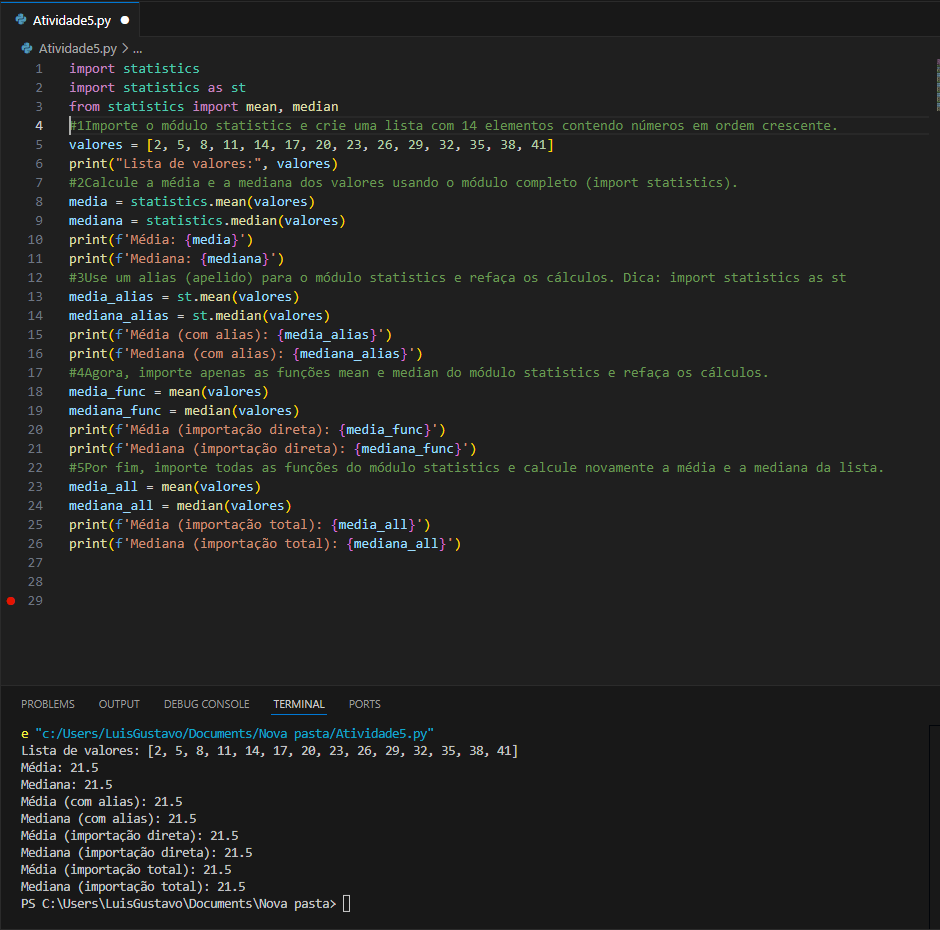 Atividade5.py
Atividade5.py > ...
1 import statistics
2 import statistics as st
3 from statistics import mean, median
4 #1Importe o módulo statistics e crie uma lista com 14 elementos contendo números em ordem crescente.
5 valores = [2, 5, 8, 11, 14, 17, 20, 23, 26, 29, 32, 35, 38, 41]
6 print("Lista de valores:", valores)
7 #2Calcule a média e a mediana dos valores usando o módulo completo (import statistics).
8 media = statistics.mean(valores)
9 mediana = statistics.median(valores)
10 print(f'Média: {media}')
11 print(f'Mediana: {mediana}')
12 #3Use um alias (apelido) para o módulo statistics e refaça os cálculos. Dica: import statistics as st
13 media_alias = st.mean(valores)
14 mediana_alias = st.median(valores)
15 print(f'Média (com alias): {media_alias}')
16 print(f'Mediana (com alias): {mediana_alias}')
17 #4Agora, importe apenas as funções mean e median do módulo statistics e refaça os cálculos.
18 media_func = mean(valores)
19 mediana_func = median(valores)
20 print(f'Média (importação direta): {media_func}')
21 print(f'Mediana (importação direta): {mediana_func}')
22 #5Por fim, importe todas as funções do módulo statistics e calcule novamente a média e a mediana da lista.
23 media_all = mean(valores)
24 mediana_all = median(valores)
25 print(f'Média (importação total): {media_all}')
26 print(f'Mediana (importação total): {mediana_all}')
27
28
29
PROBLEMS OUTPUT DEBUG CONSOLE TERMINAL PORTS
e "c:/Users/LuisGustavo/Documents/Nova pasta/Atividade5.py"
Lista de valores: [2, 5, 8, 11, 14, 17, 20, 23, 26, 29, 32, 35, 38, 41]
Média: 21.5
Mediana: 21.5
Média (com alias): 21.5
Mediana (com alias): 21.5
Média (importação direta): 21.5
Mediana (importação direta): 21.5
Média (importação total): 21.5
Mediana (importação total): 21.5
PS C:\Users\LuisGustavo\Documents\Nova pasta>